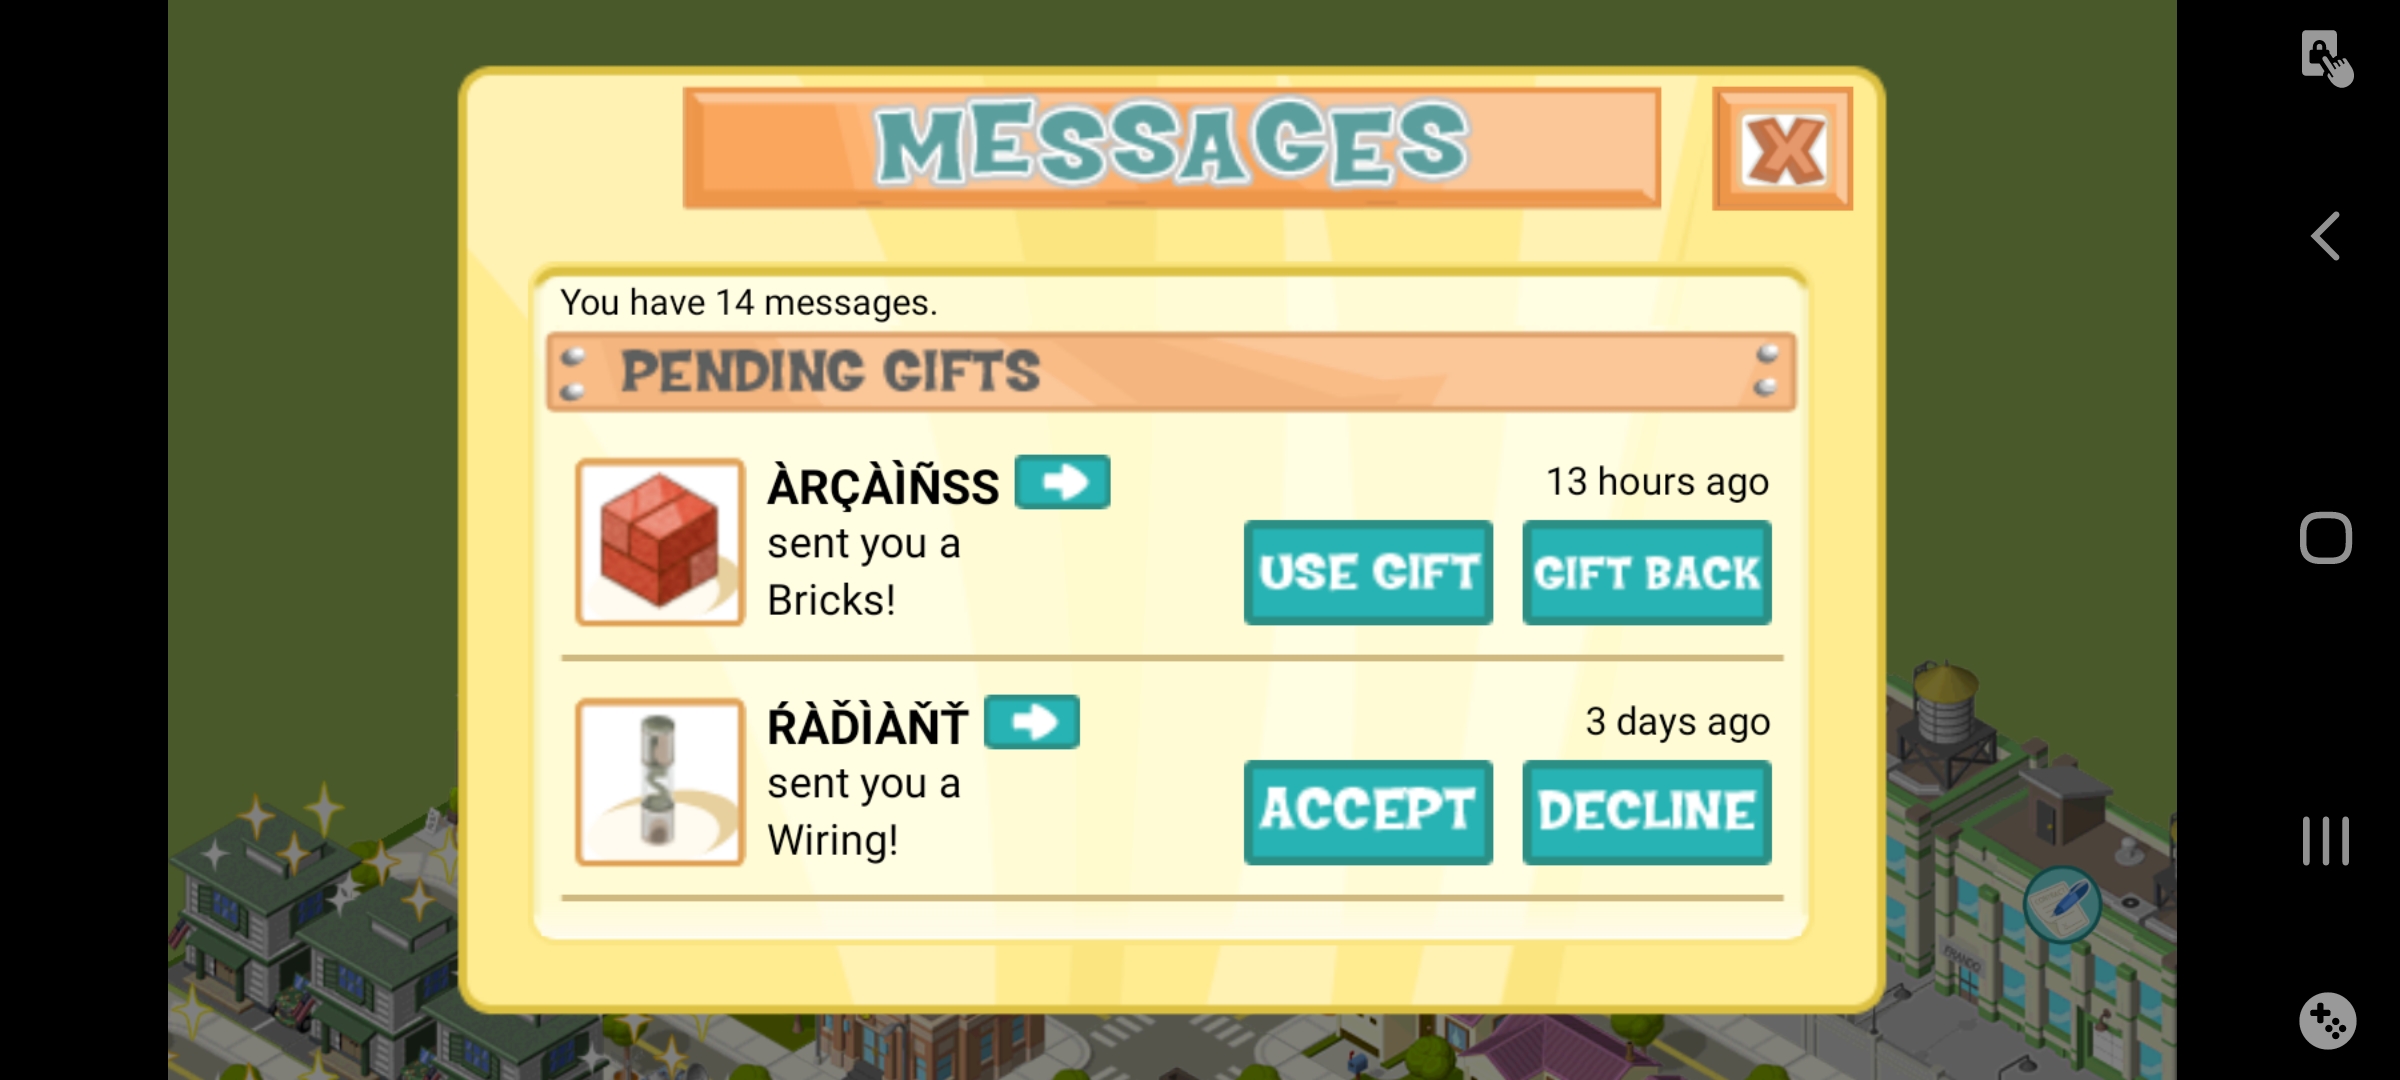 MESSAGES
X
You have 14 messages.
PENDING GIFTS
ÀRÇÀÌÑSS
13 hours ago
sent you a
Bricks!
USE GIFT
GIFT BACK
ŔÀĎÌÀŇŤ
3 days ago
sent you a
Wiring!
ACCEPT
DECLINE